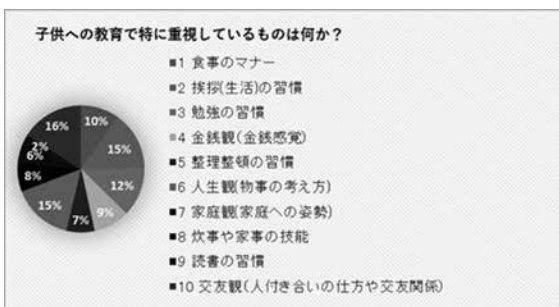 子供への教育で特に重視しているものは何か？
■1 食事のマナー
■2 挨拶(生活)の習慣
■3 勉強の習慣
■4 金銭観(金銭感覚)
■5 整理整頓の習慣
■6 人生観(物事の考え方)
■7 家庭観(家庭への姿勢)
■8 炊事や家事の技能
■9 読書の習慣
■10 交友観(人付き合いの仕方や交友関係)
10%
15%
12%
9%
7%
15%
8%
6%
2%
16%